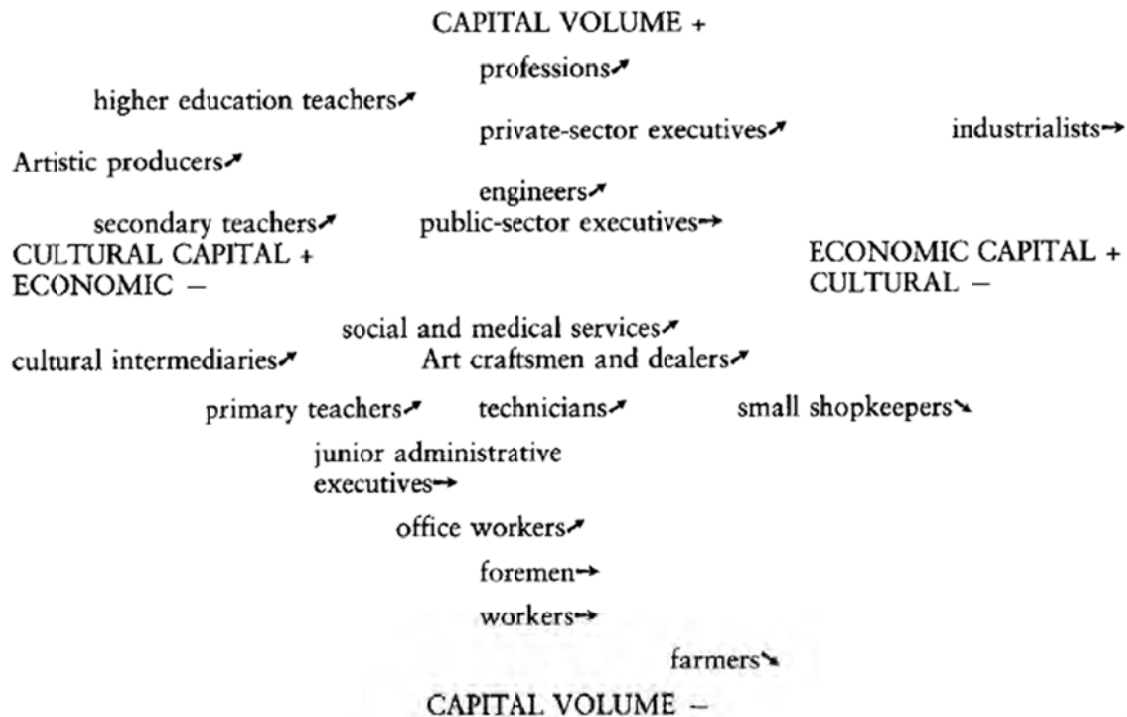 CAPITAL VOLUME +
professions↗
higher education teachers↗
private-sector executives↗ industrialists→
Artistic producers↗
engineers↗
secondary teachers↗ public-sector executives→
CULTURAL CAPITAL + ECONOMIC CAPITAL +
ECONOMIC − CULTURAL −
social and medical services↗
cultural intermediaries↗ Art craftsmen and dealers↗
primary teachers↗ technicians↗ small shopkeepers↘
junior administrative
executives→
office workers↗
foremen→
workers→
farmers↘
CAPITAL VOLUME −